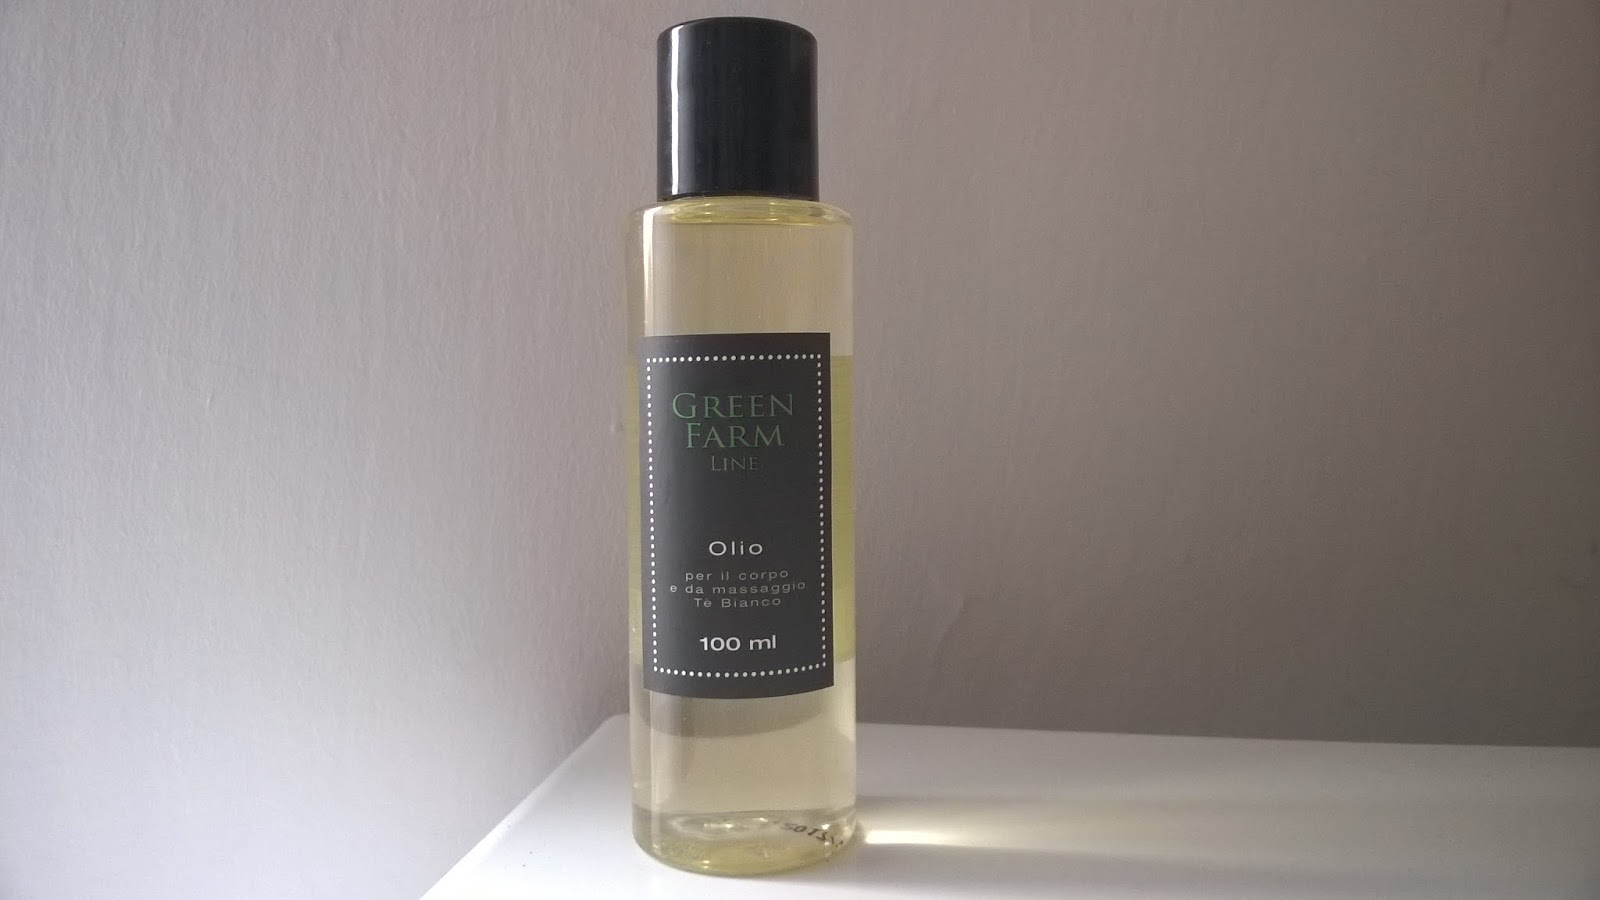 GREEN
FARM
LINE
Olio
per il corpo
e da massaggio
Tè Bianco
100 ml